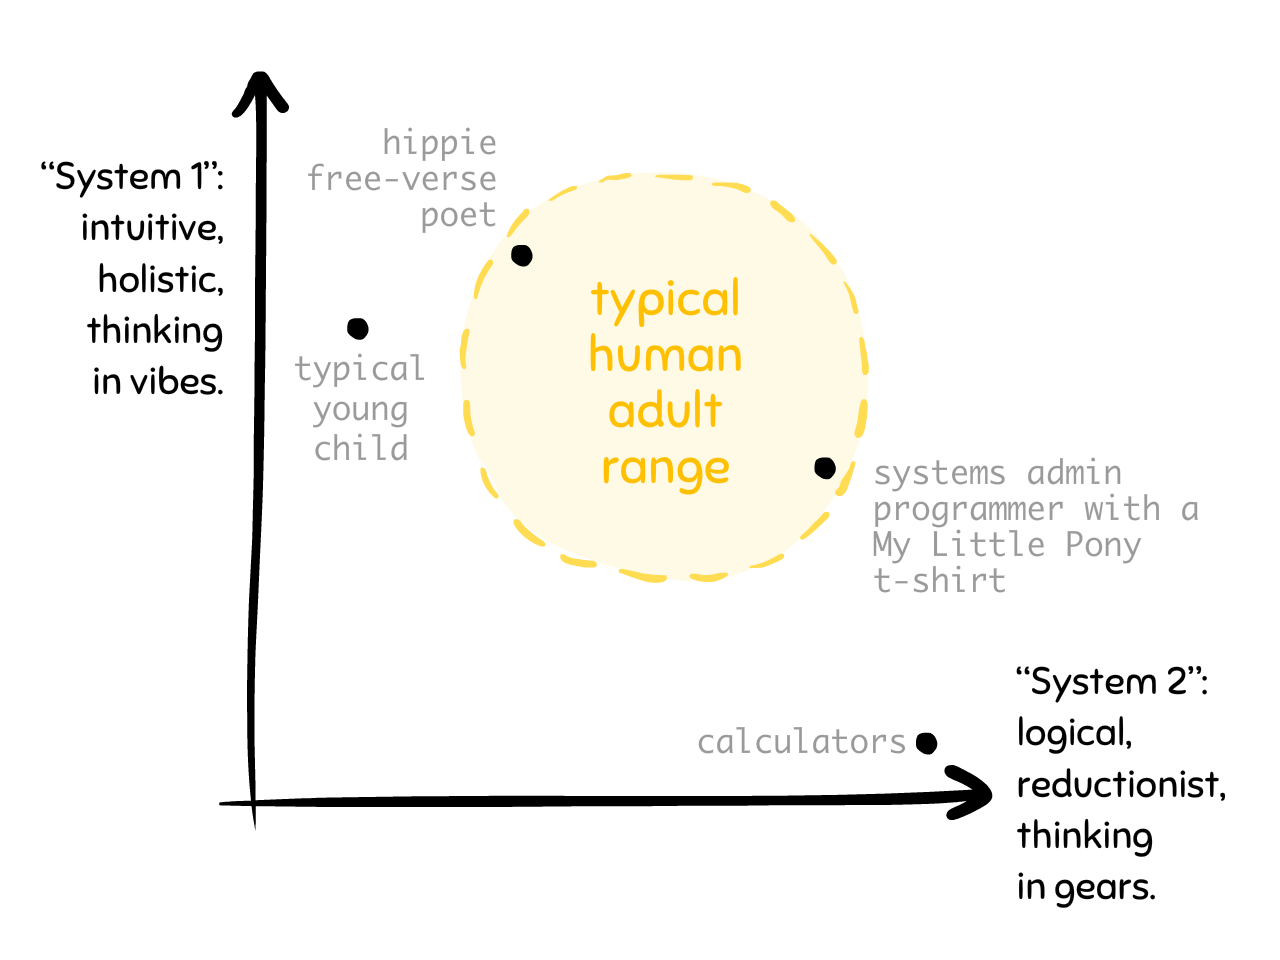 hippie
free-verse
poet
“System 1”:
intuitive,
holistic,
thinking
in vibes.
typical
human
adult
range
typical
young
child
systems admin
programmer with a
My Little Pony
t-shirt
calculators
“System 2”:
logical,
reductionist,
thinking
in gears.